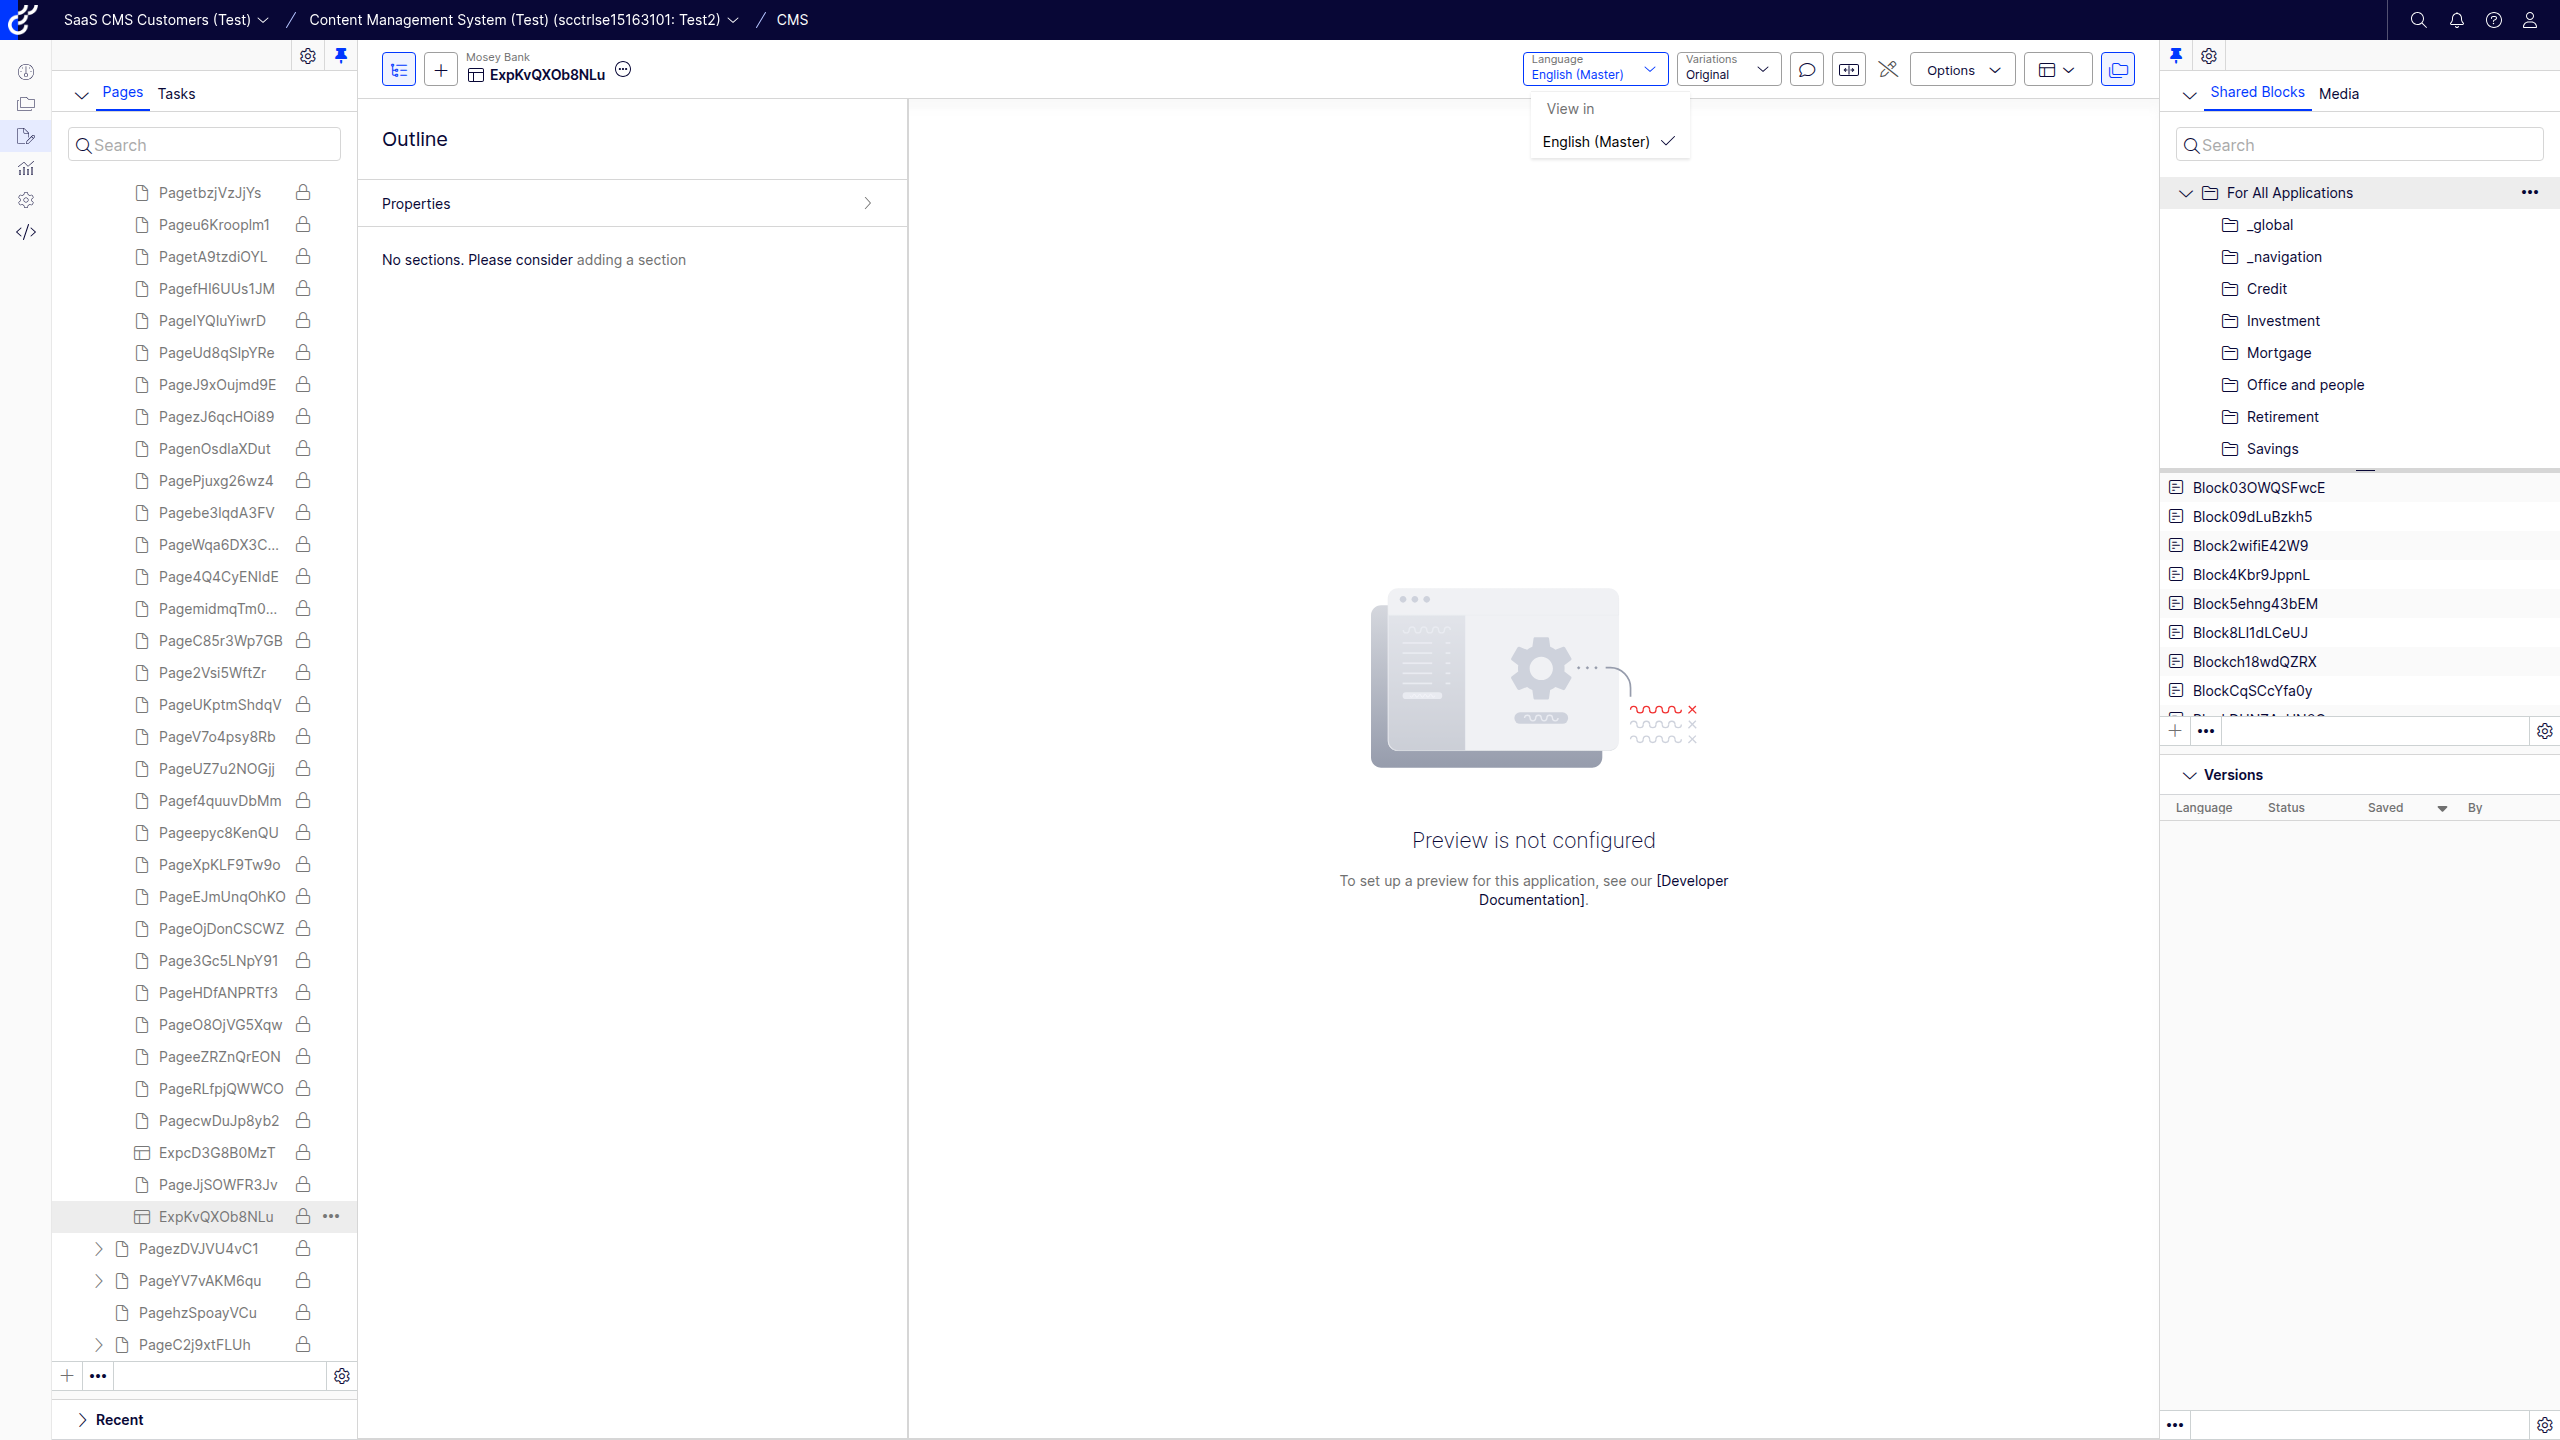 SaaS CMS Customers (Test) / Content Management System (Test) (scctrlse15163101: Test2) / CMS
Pages Tasks
Search
PagetbzjVzJjYs
Pageu6Krooplm1
PagetA9tzdiOYL
PagefHI6UUs1JM
PageIYQluYiwrD
PageUd8qSlpYRe
PageJ9xOujmd9E
PagezJ6qcHOi89
PagenOsdlaXDut
PagePjuxg26wz4
Pagebe3lqdA3FV
PageWqa6DX3C...
Page4Q4CyENIdE
PagemidmqTm0...
PageC85r3Wp7GB
Page2Vsi5WftZr
PageUKptmShdqV
PageV7o4psy8Rb
PageUZ7u2NOGjj
Pagef4quuvDbMm
Pageepyc8KenQU
PageXpKLF9Tw9o
PageEJmUnqOhKO
PageOjDonCSCWZ
Page3Gc5LNpY91
PageHDfANPRTf3
PageO8OjVG5Xqw
PageeZRZnQrEON
PageRLfpjQWWCO
PagecwDuJp8yb2
ExpcD3G8B0MzT
PageJjSOWFR3Jv
ExpKvQXOb8NLu
PagezDVJVU4vC1
PageYV7vAKM6qu
PagehzSpoayVCu
PageC2j9xtFLUh
Recent
Mosey Bank
ExpKvQXOb8NLu
Language
English (Master)
Variations
Original
Options
View in
English (Master)
Outline
Properties
No sections. Please consider adding a section
Preview is not configured
To set up a preview for this application, see our [Developer
Documentation].
Shared Blocks Media
Search
For All Applications
_global
_navigation
Credit
Investment
Mortgage
Office and people
Retirement
Savings
Block03OWQSFwcE
Block09dLuBzkh5
Block2wifiE42W9
Block4Kbr9JppnL
Block5ehng43bEM
Block8LI1dLCeUJ
Blockch18wdQZRX
BlockCqSCcYfa0y
Versions
Language Status Saved By